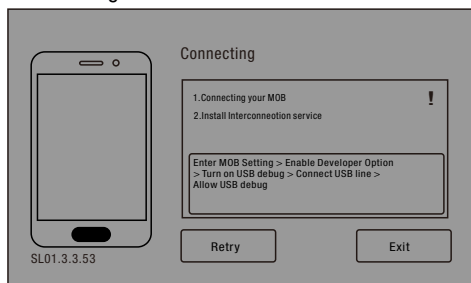 Connecting
1.Connecting your MOB
!
2.Install Interconneotion service
Enter MOB Setting > Enable Developer Option
> Turn on USB debug > Connect USB line >
Allow USB debug
Retry
Exit
SL01.3.3.53